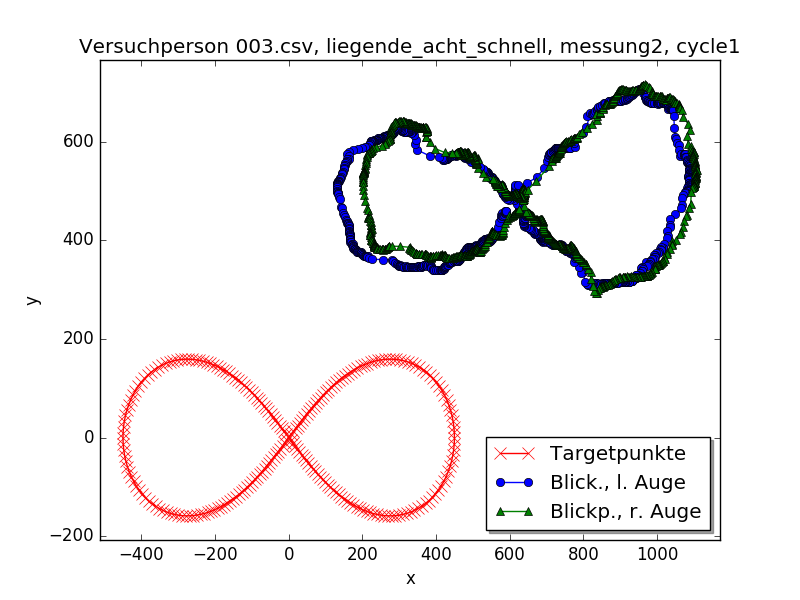 Versuchperson 003.csv, liegende_acht_schnell, messung2, cycle1
y
600
400
200
0
−200
−400
−200
0
200
400
600
800
1000
x
Targetpunkte
Blick., l. Auge
Blickp., r. Auge